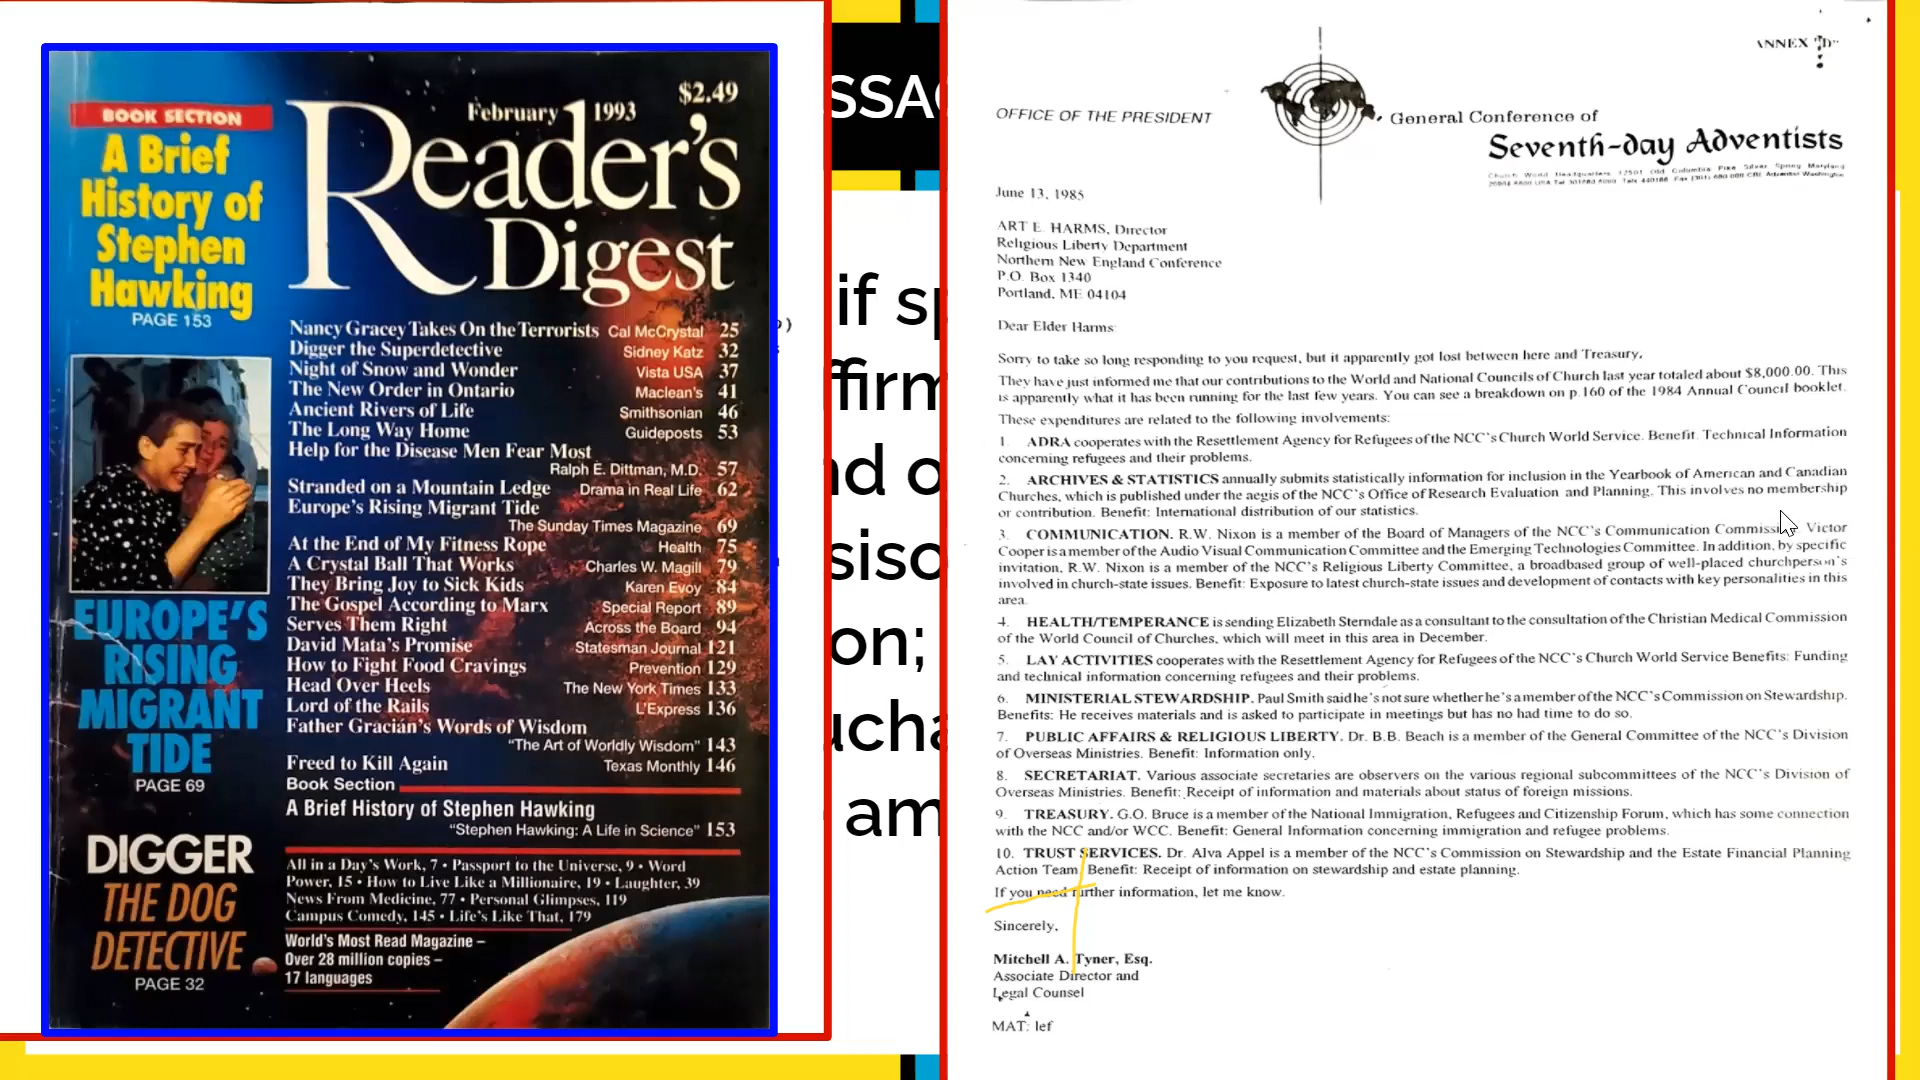 BOOK SECTION
A Brief
History of
Stephen
Hawking
PAGE 153
EUROPE'S
RISING
MIGRANT
TIDE
PAGE 69
DIGGER
THE DOG
DETECTIVE
PAGE 32
$2.49
February 1993
Reader's
Digest
Nancy Gracey Takes On the Terrorists Cal McCrystal 25
Digger the Superdetective Sidney Katz 32
Night of Snow and Wonder Vista USA 37
The New Order in Ontario Maclean's 41
Ancient Rivers of Life Smithsonian 46
The Long Way Home Guideposts 53
Help for the Disease Men Fear Most
Ralph E. Dittman, M.D. 57
Stranded on a Mountain Ledge Drama in Real Life 62
Europe's Rising Migrant Tide
The Sunday Times Magazine 69
At the End of My Fitness Rope Health 75
A Crystal Ball That Works Charles W. Magill 79
They Bring Joy to Sick Kids Karen Evoy 84
The Gospel According to Marx Special Report 89
Serves Them Right Across the Board 94
David Mata's Promise Statesman Journal 121
How to Fight Food Cravings Prevention 129
Head Over Heels The New York Times 133
Lord of the Rails L'Express 136
Father Gracián's Words of Wisdom
"The Art of Worldly Wisdom" 143
Freed to Kill Again Texas Monthly 146
Book Section
A Brief History of Stephen Hawking
"Stephen Hawking: A Life in Science" 153
All in a Day's Work, 7 • Passport to the Universe, 9 • Word
Power, 15 • How to Live Like a Millionaire, 19 • Laughter, 39
News From Medicine, 77 • Personal Glimpses, 119
Campus Comedy, 145 • Life's Like That, 179
World's Most Read Magazine –
Over 28 million copies –
17 languages
SSA
if sp
ffirm
nd o
siso
on;
ucha
am
ANNEX "D"
OFFICE OF THE PRESIDENT
General Conference of
Seventh-day Adventists
Church World Headquarters 12501 Old Columbia Pike Silver Spring Maryland
June 13, 1985
ART E. HARMS, Director
Religious Liberty Department
Northern New England Conference
P.O. Box 1340
Portland, ME 04104
Dear Elder Harms
Sorry to take so long responding to you request, but it apparently got lost between here and Treasury.
They have just informed me that our contributions to the World and National Councils of Church last year totaled about $8,000.00. This
is apparently what it has been running for the last few years. You can see a breakdown on p.160 of the 1984 Annual Council booklet.
These expenditures are related to the following involvements:
1. ADRA cooperates with the Resettlement Agency for Refugees of the NCC's Church World Service. Benefit. Technical Information
concerning refugees and their problems.
2. ARCHIVES & STATISTICS annually submits statistically information for inclusion in the Yearbook of American and Canadian
Churches, which is published under the aegis of the NCC's Office of Research Evaluation and Planning. This involves no membership
or contribution. Benefit: International distribution of our statistics.
3. COMMUNICATION. R.W. Nixon is a member of the Board of Managers of the NCC's Communication Commiss Victor
Cooper is a member of the Audio Visual Communication Committee and the Emerging Technologies Committee. In addition, by specific
invitation, R.W. Nixon is a member of the NCC's Religious Liberty Committee, a broadbased group of well-placed churchperson's
involved in church-state issues. Benefit: Exposure to latest church-state issues and development of contacts with key personalities in this
area.
4. HEALTH/TEMPERANCE is sending Elizabeth Sterndale as a consultant to the consultation of the Christian Medical Commission
of the World Council of Churches, which will meet in this area in December.
5. LAY ACTIVITIES cooperates with the Resettlement Agency for Refugees of the NCC's Church World Service Benefits: Funding
and technical information concerning refugees and their problems.
6. MINISTERIAL STEWARDSHIP. Paul Smith said he's not sure whether he's a member of the NCC's Commission on Stewardship.
Benefits: He receives materials and is asked to participate in meetings but has no had time to do so.
7. PUBLIC AFFAIRS & RELIGIOUS LIBERTY. Dr. B.B. Beach is a member of the General Committee of the NCC's Division
of Overseas Ministries. Benefit: Information only.
8. SECRETARIAT. Various associate secretaries are observers on the various regional subcommittees of the NCC's Division of
Overseas Ministries. Benefit: Receipt of information and materials about status of foreign missions.
9. TREASURY. G.O. Bruce is a member of the National Immigration, Refugees and Citizenship Forum, which has some connection
with the NCC and/or WCC. Benefit: General Information concerning immigration and refugee problems.
10. TRUST SERVICES. Dr. Alva Appel is a member of the NCC's Commission on Stewardship and the Estate Financial Planning
Action Team. Benefit: Receipt of information on stewardship and estate planning.
If you need further information, let me know.
Sincerely,
Mitchell A. Tyner, Esq.
Associate Director and
Legal Counsel
MAT: lef